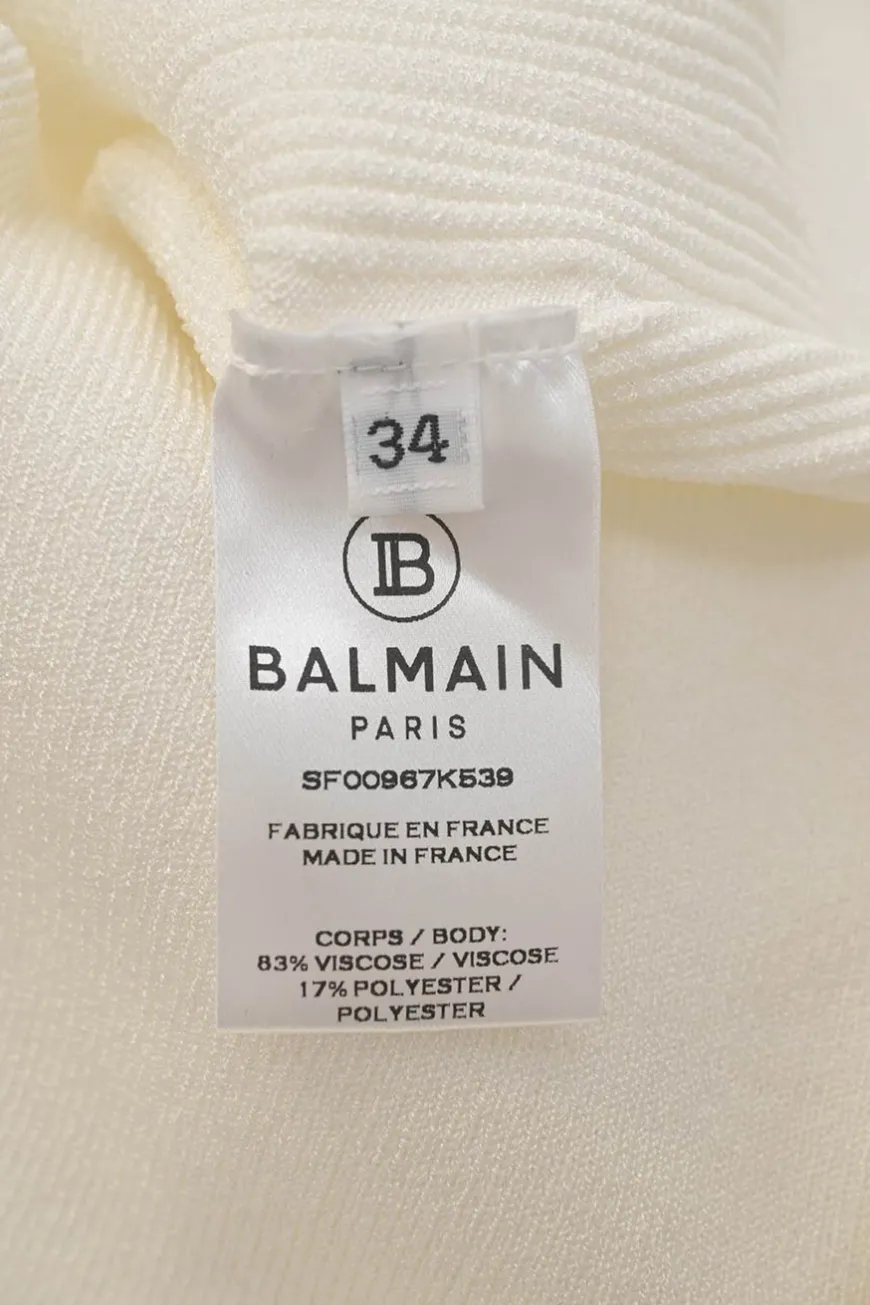 34
B
BALMAIN
PARIS
SF00967K539
FABRIQUE EN FRANCE
MADE IN FRANCE
CORPS / BODY:
83% VISCOSE / VISCOSE
17% POLYESTER /
POLYESTER